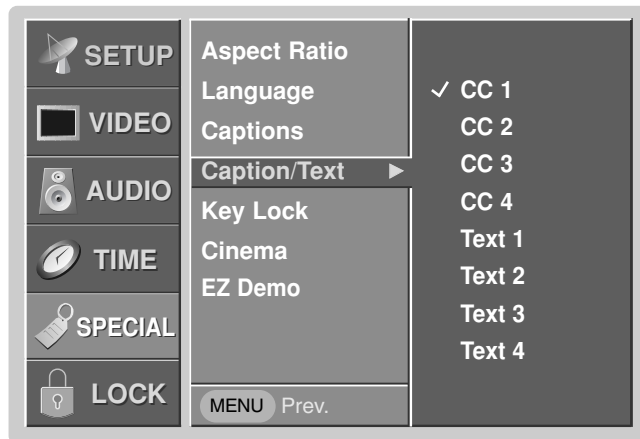 SETUP
VIDEO
AUDIO
TIME
SPECIAL
LOCK
Aspect Ratio
Language
Captions
Caption/Text ▶
Key Lock
Cinema
EZ Demo
MENU Prev.
✓ CC 1
CC 2
CC 3
CC 4
Text 1
Text 2
Text 3
Text 4